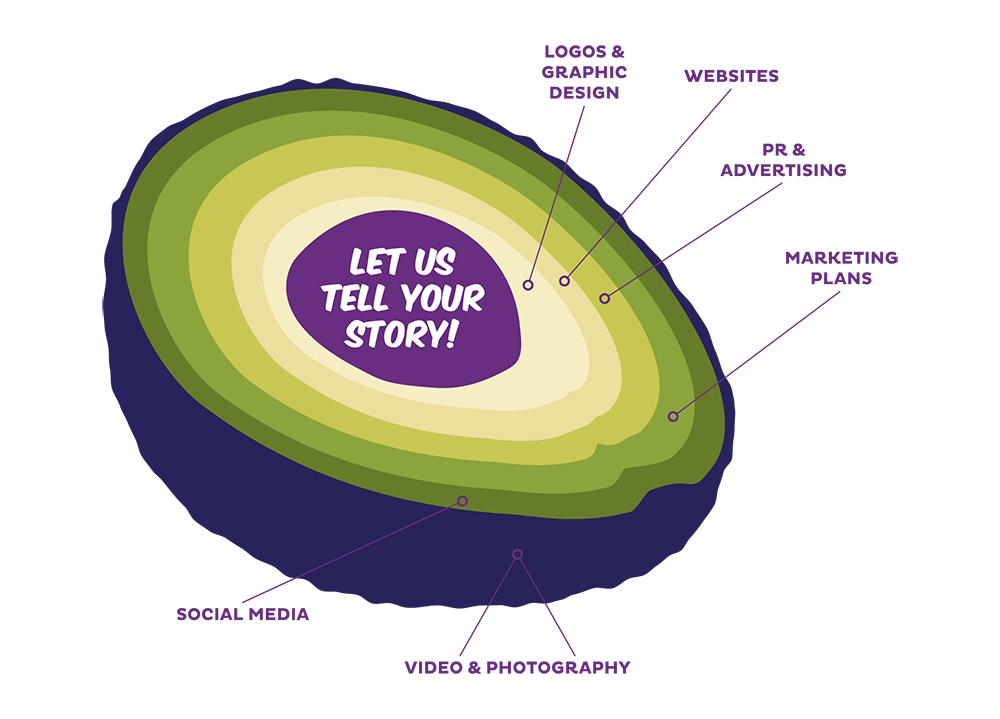 LOGOS &
GRAPHIC
DESIGN
WEBSITES
PR &
ADVERTISING
MARKETING
PLANS
LET US
TELL YOUR
STORY!
SOCIAL MEDIA
VIDEO & PHOTOGRAPHY